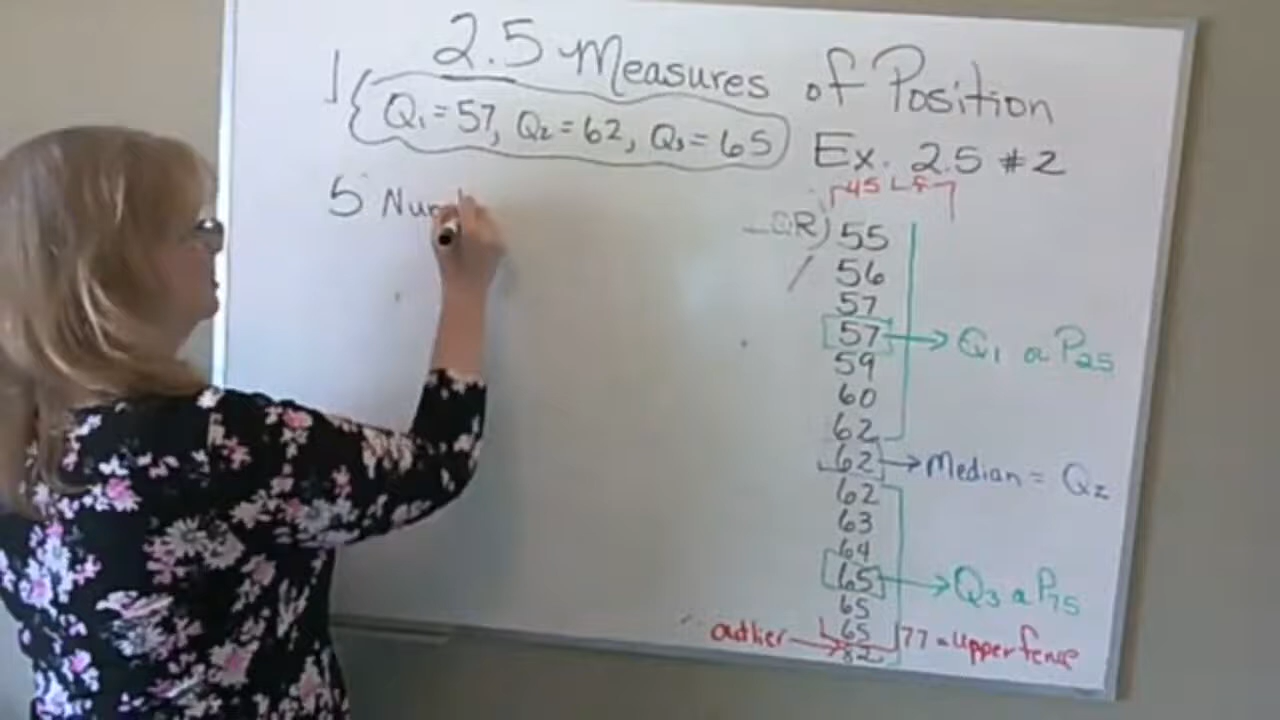 2.5 Measures of Position
Q₁ = 57, Q₂ = 62, Q₃ = 65
Ex. 2.5 #2
5 Num
45 LF
55
56
57
57 → Q₁ or P₂₅
59
60
62
62 → Median = Q₂
62
63
64
65 → Q₃ or P₇₅
65
65
77 = Upper fence
outlier → 82